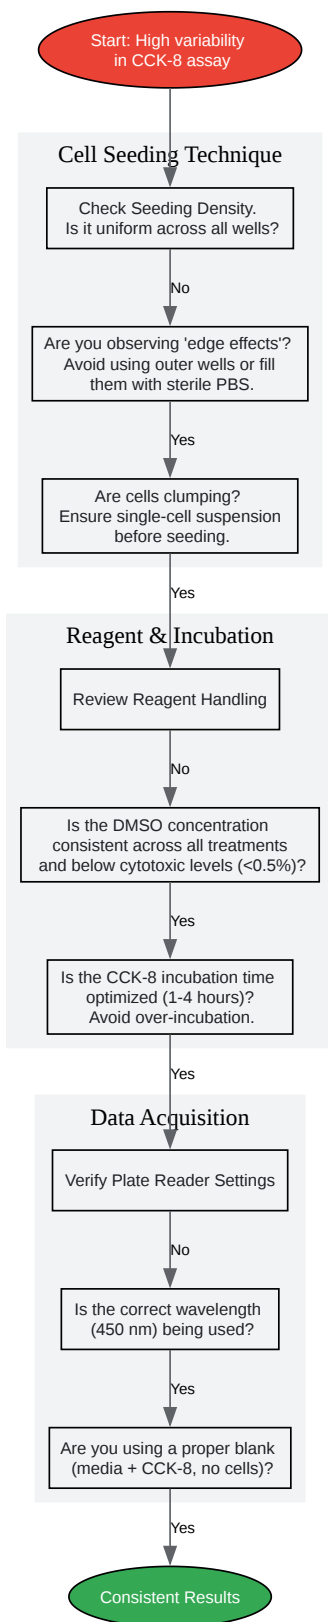 Start: High variability
in CCK-8 assay
Cell Seeding Technique
Check Seeding Density.
Is it uniform across all wells?
No
Are you observing 'edge effects'?
Avoid using outer wells or fill
them with sterile PBS.
Yes
Are cells clumping?
Ensure single-cell suspension
before seeding.
Yes
Reagent & Incubation
Review Reagent Handling
No
Is the DMSO concentration
consistent across all treatments
and below cytotoxic levels (<0.5%)?
Yes
Is the CCK-8 incubation time
optimized (1-4 hours)?
Avoid over-incubation.
Yes
Data Acquisition
Verify Plate Reader Settings
No
Is the correct wavelength
(450 nm) being used?
Yes
Are you using a proper blank
(media + CCK-8, no cells)?
Yes
Consistent Results